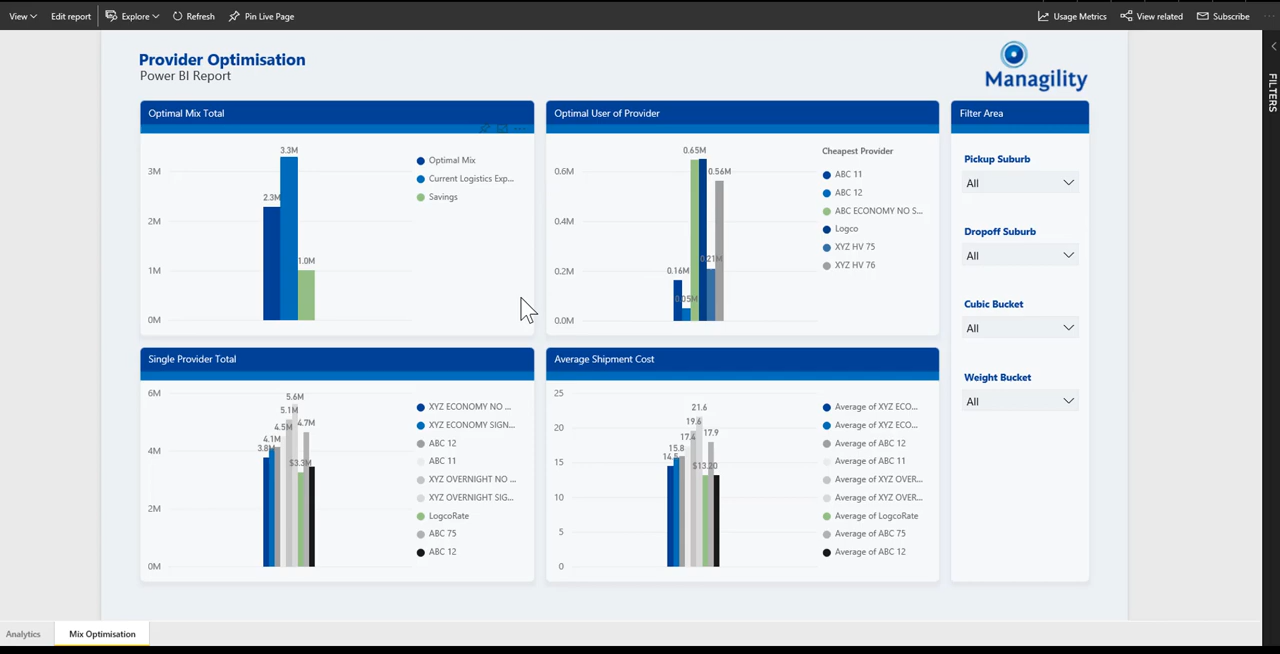 View
Edit report
Explore
Refresh
Pin Live Page
Usage Metrics
View related
Subscribe
Provider Optimisation
Power BI Report
Managility
FILTERS
Optimal Mix Total
3.3M
2.3M
1.0M
3M
2M
1M
0M
Optimal Mix
Current Logistics Exp...
Savings
Optimal User of Provider
0.65M
0.56M
0.21M
0.16M
0.05M
0.6M
0.4M
0.2M
0.0M
Cheapest Provider
ABC 11
ABC 12
ABC ECONOMY NO S...
Logco
XYZ HV 75
XYZ HV 76
Filter Area
Pickup Suburb
All
Dropoff Suburb
All
Cubic Bucket
All
Weight Bucket
All
Single Provider Total
6M
4M
2M
0M
5.6M
5.1M
4.5M
4.7M
4.1M
3.8M
$3.3M
XYZ ECONOMY NO ...
XYZ ECONOMY SIGN...
ABC 12
ABC 11
XYZ OVERNIGHT NO ...
XYZ OVERNIGHT SIG...
LogcoRate
ABC 75
ABC 12
Average Shipment Cost
25
20
15
10
5
0
21.6
19.6
17.4
17.9
15.8
14.5
$13.20
Average of XYZ ECO...
Average of XYZ ECO...
Average of ABC 12
Average of ABC 11
Average of XYZ OVER...
Average of XYZ OVER...
Average of LogcoRate
Average of ABC 75
Average of ABC 12
Analytics
Mix Optimisation